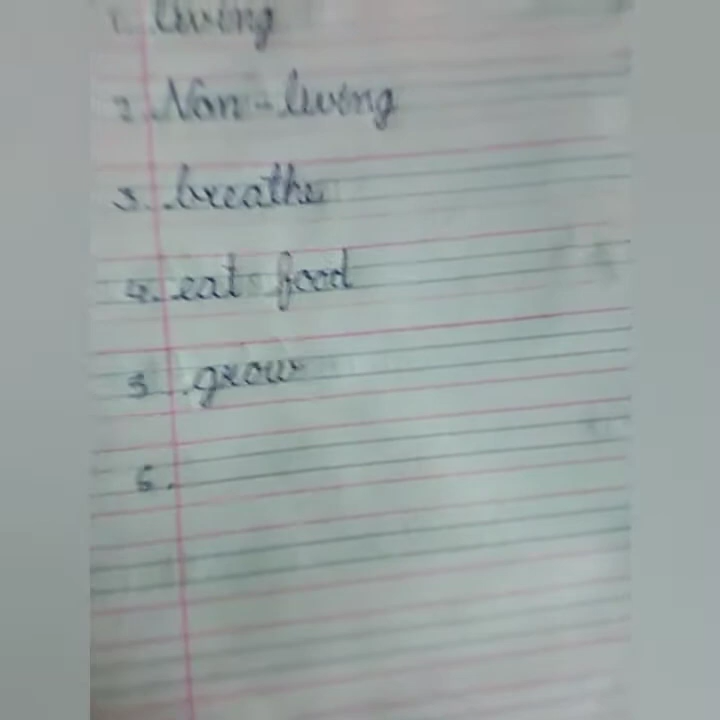 1. living
2. Non-living
3. breathe
4. eat food
5. grow
6.